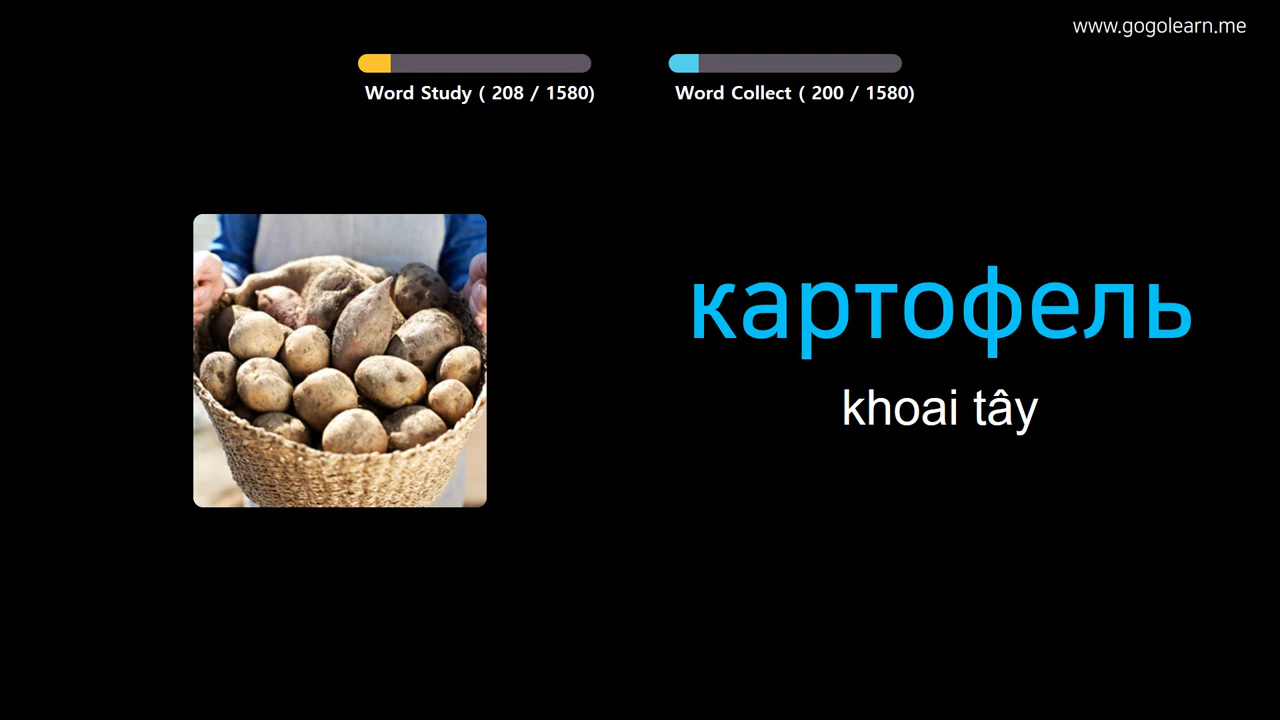 www.gogolearn.me
Word Study ( 208 / 1580)
Word Collect ( 200 / 1580)
картофель
khoai tây